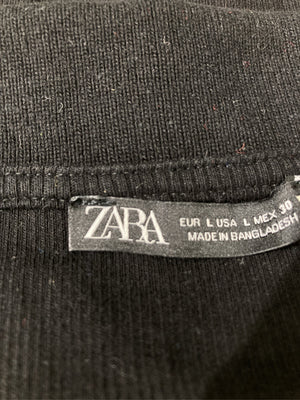 ZARA
EUR L USA L MEX 30
MADE IN BANGLADESH